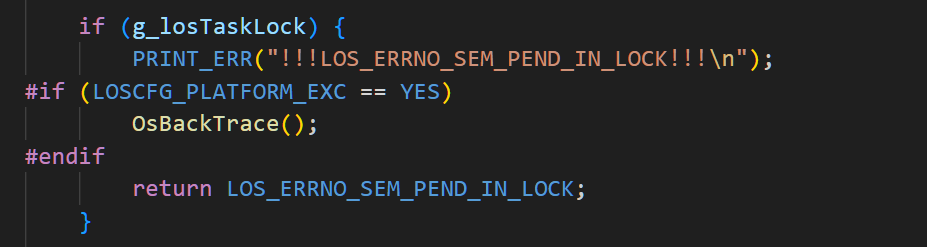 if (g_losTaskLock) {
PRINT_ERR("!!!LOS_ERRNO_SEM_PEND_IN_LOCK!!!\n");
#if (LOSCFG_PLATFORM_EXC == YES)
OsBackTrace();
#endif
return LOS_ERRNO_SEM_PEND_IN_LOCK;
}